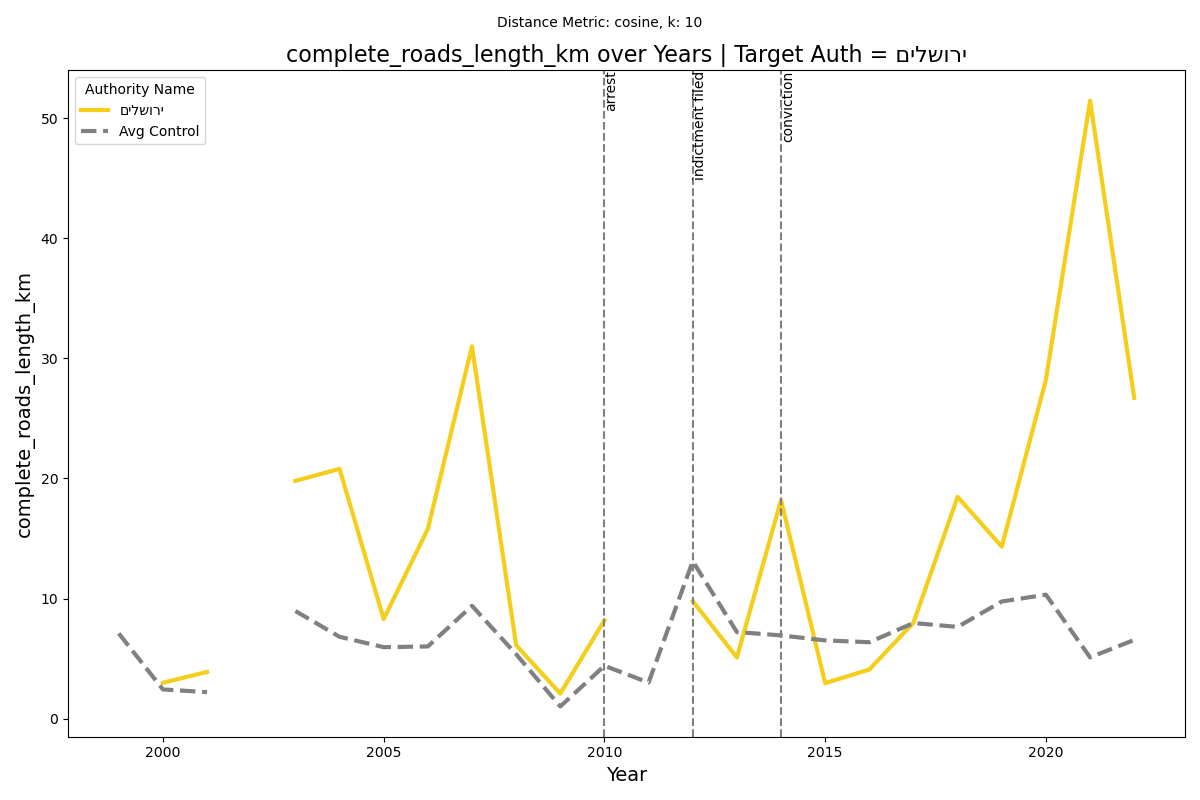 Distance Metric: cosine, k: 10
complete_roads_length_km over Years | Target Auth = ירושלים
Authority Name
ירושלים
Avg Control
arrest
indictment filed
conviction
complete_roads_length_km
50
40
30
20
10
0
2000
2005
2010
2015
2020
Year